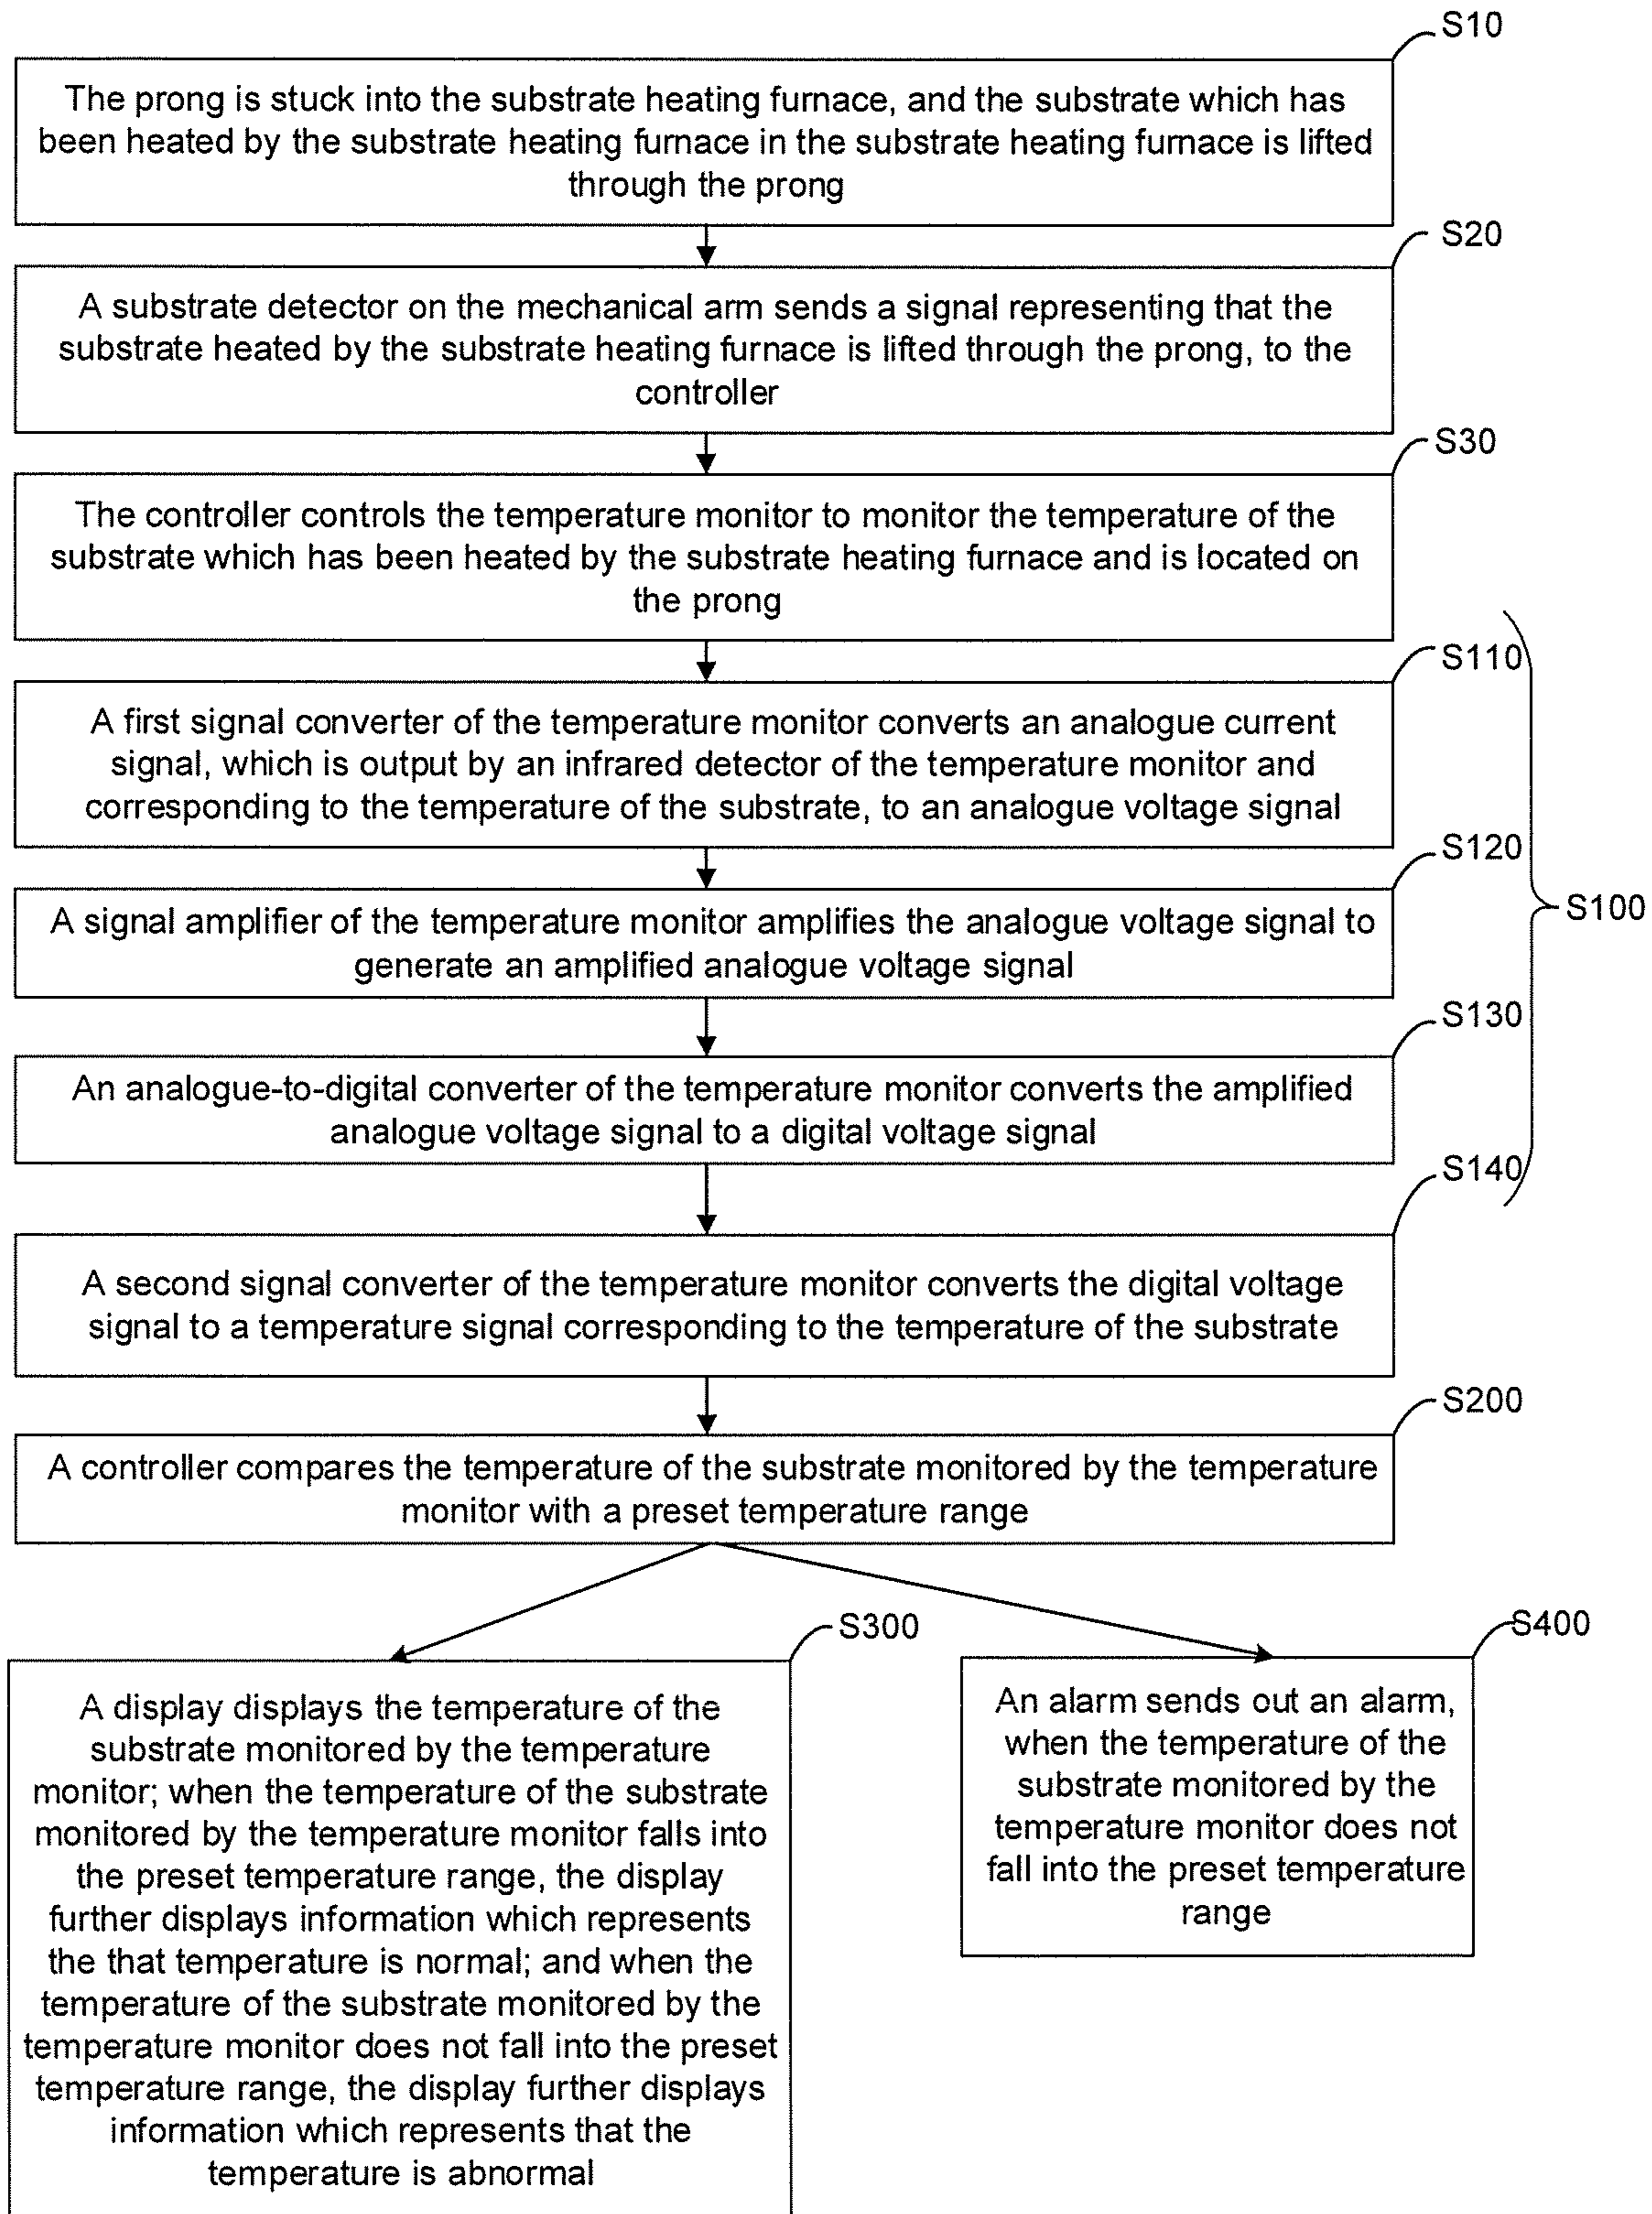 S10
The prong is stuck into the substrate heating furnace, and the substrate which has
been heated by the substrate heating furnace in the substrate heating furnace is lifted
through the prong
S20
A substrate detector on the mechanical arm sends a signal representing that the
substrate heated by the substrate heating furnace is lifted through the prong, to the
controller
S30
The controller controls the temperature monitor to monitor the temperature of the
substrate which has been heated by the substrate heating furnace and is located on
the prong
S110
A first signal converter of the temperature monitor converts an analogue current
signal, which is output by an infrared detector of the temperature monitor and
corresponding to the temperature of the substrate, to an analogue voltage signal
S120
S100
A signal amplifier of the temperature monitor amplifies the analogue voltage signal to
generate an amplified analogue voltage signal
S130
An analogue-to-digital converter of the temperature monitor converts the amplified
analogue voltage signal to a digital voltage signal
S140
A second signal converter of the temperature monitor converts the digital voltage
signal to a temperature signal corresponding to the temperature of the substrate
S200
A controller compares the temperature of the substrate monitored by the temperature
monitor with a preset temperature range
S300
A display displays the temperature of the
substrate monitored by the temperature
monitor; when the temperature of the substrate
monitored by the temperature monitor falls into
the preset temperature range, the display
further displays information which represents
the that temperature is normal; and when the
temperature of the substrate monitored by the
temperature monitor does not fall into the preset
temperature range, the display further displays
information which represents that the
temperature is abnormal
S400
An alarm sends out an alarm,
when the temperature of the
substrate monitored by the
temperature monitor does not
fall into the preset temperature
range